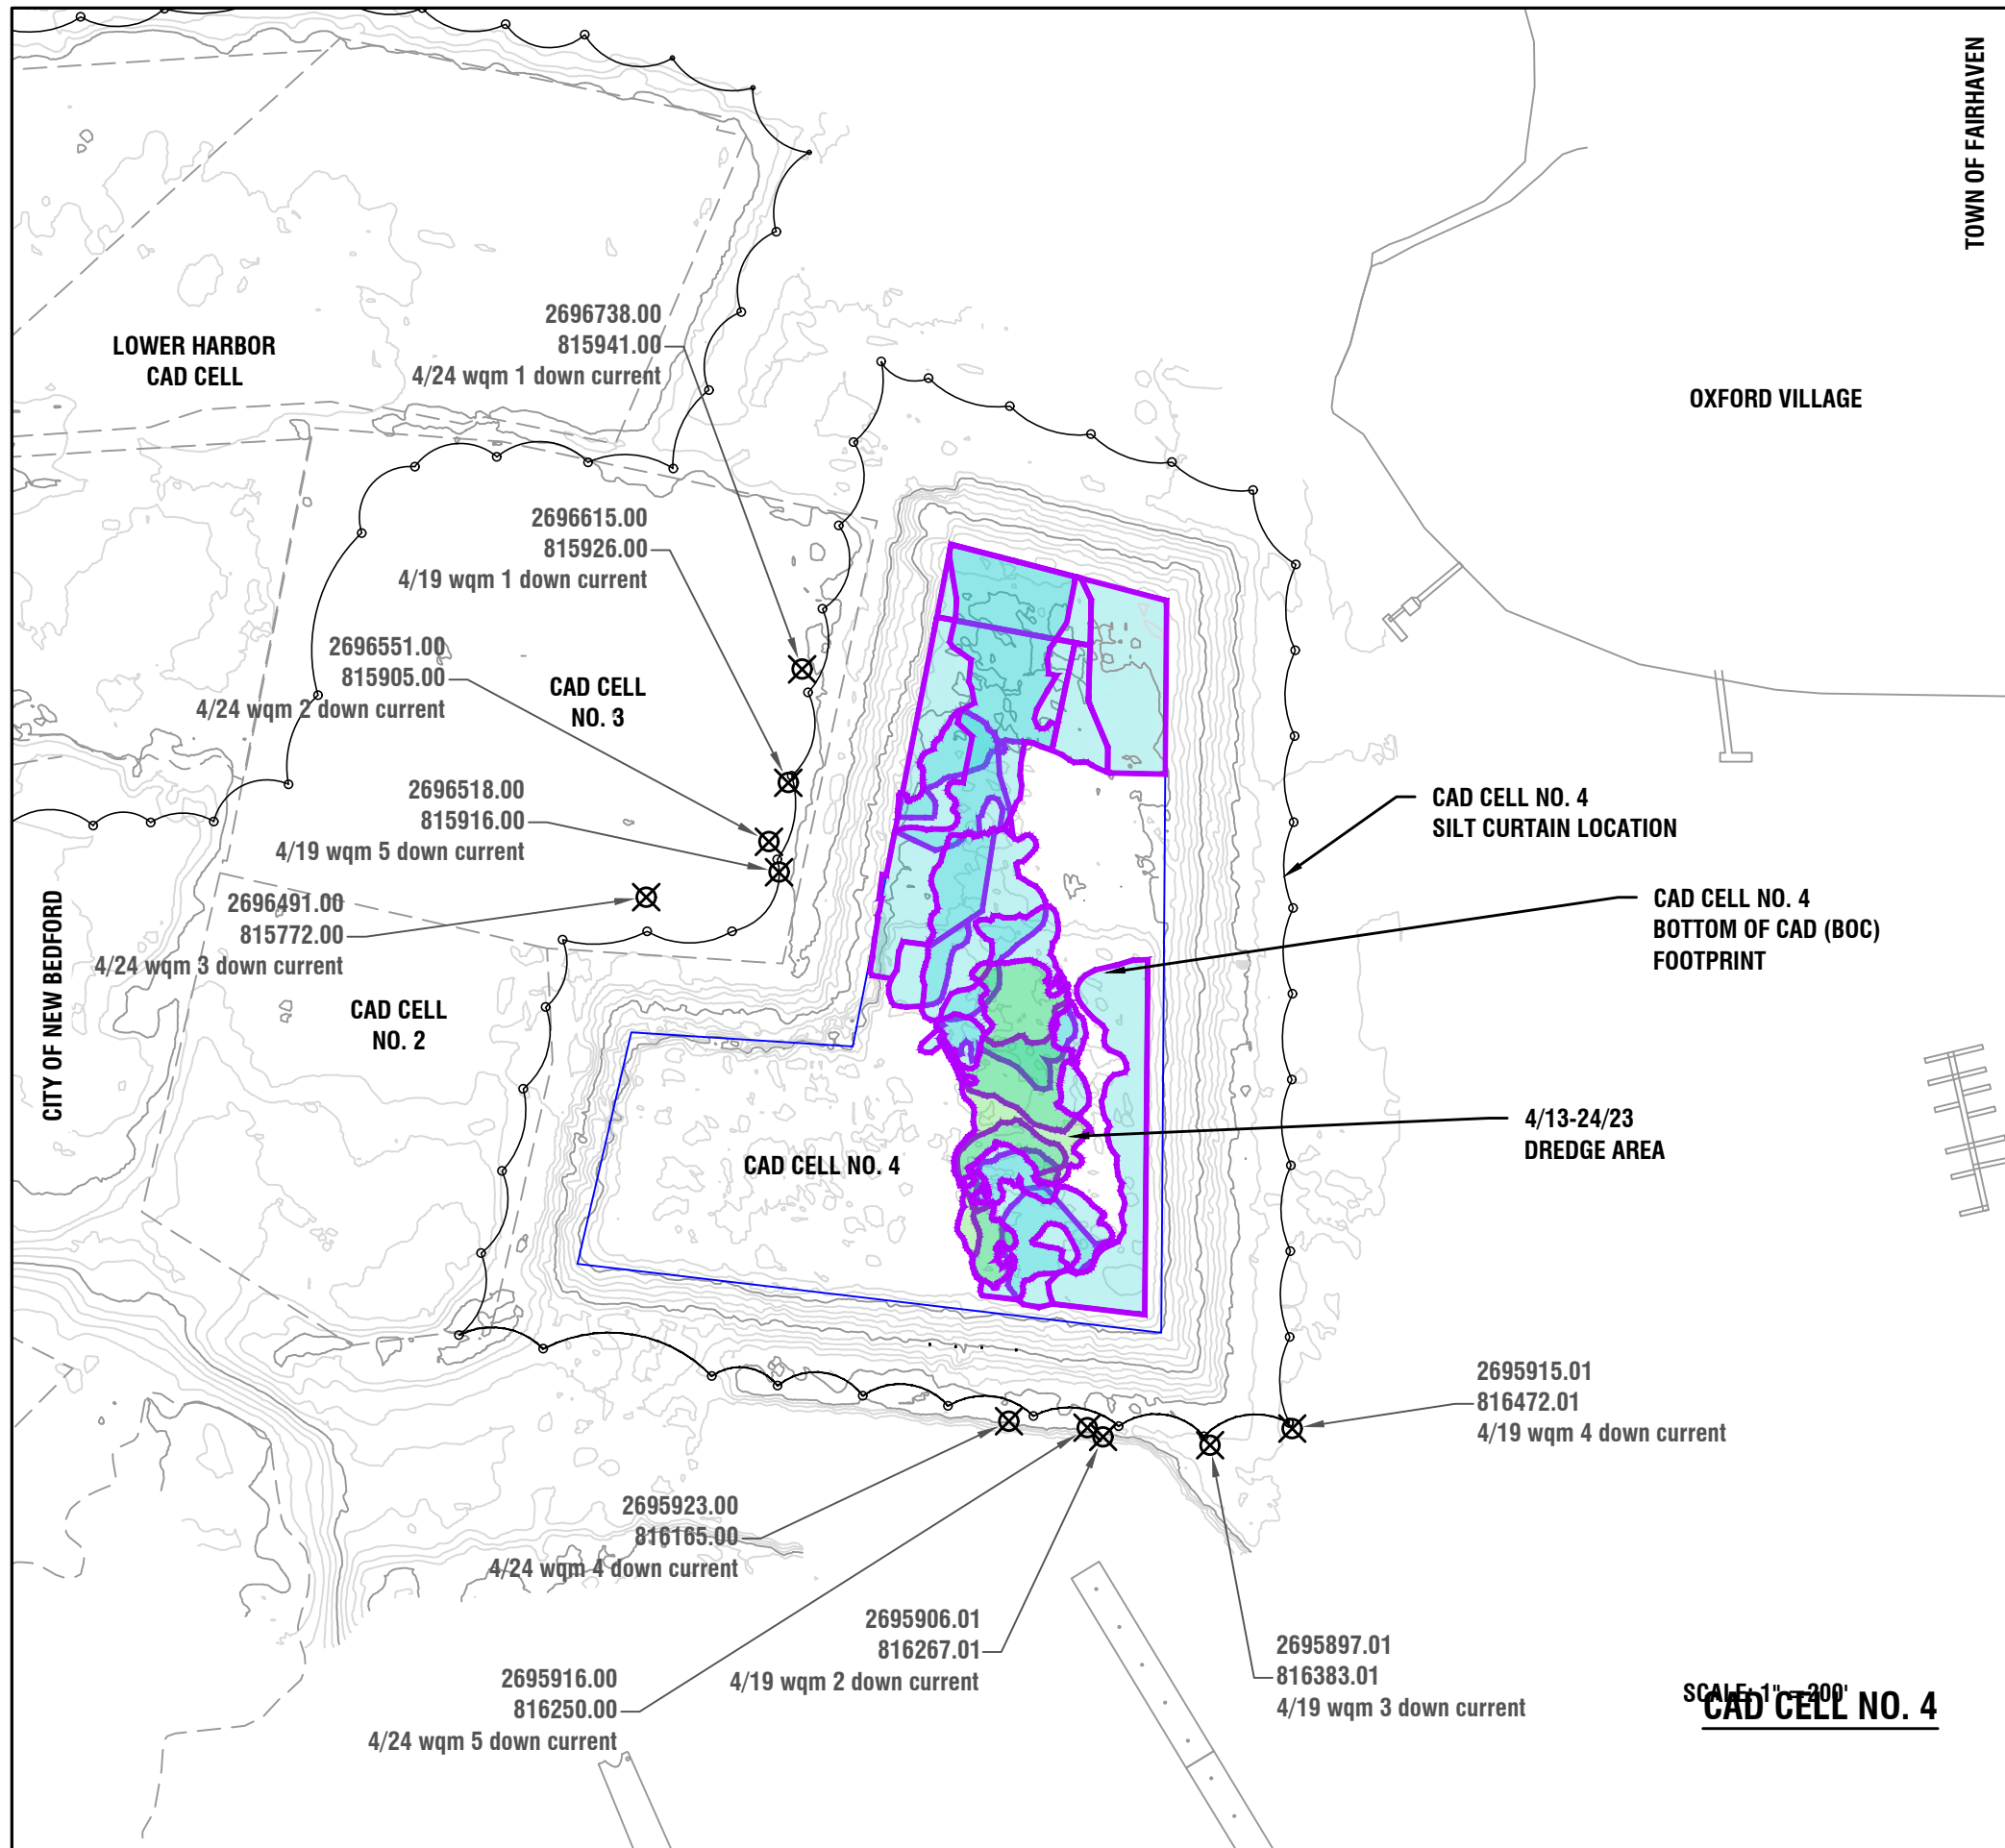 TOWN OF FAIRHAVEN
2696738.00
815941.00
4/24 wqm 1 down current
LOWER HARBOR
CAD CELL
OXFORD VILLAGE
2696615.00
815926.00
4/19 wqm 1 down current
2696551.00
815905.00
4/24 wqm 2 down current
CAD CELL
NO. 3
2696518.00
815916.00
4/19 wqm 5 down current
CAD CELL NO. 4
SILT CURTAIN LOCATION
2696491.00
815772.00
4/24 wqm 3 down current
CAD CELL NO. 4
BOTTOM OF CAD (BOC)
FOOTPRINT
CITY OF NEW BEDFORD
CAD CELL
NO. 2
4/13-24/23
DREDGE AREA
CAD CELL NO. 4
2695915.01
816472.01
4/19 wqm 4 down current
2695923.00
816165.00
4/24 wqm 4 down current
2695906.01
816267.01
4/19 wqm 2 down current
2695897.01
816383.01
4/19 wqm 3 down current
2695916.00
816250.00
4/24 wqm 5 down current
SCALE: 1" = 200'
CAD CELL NO. 4